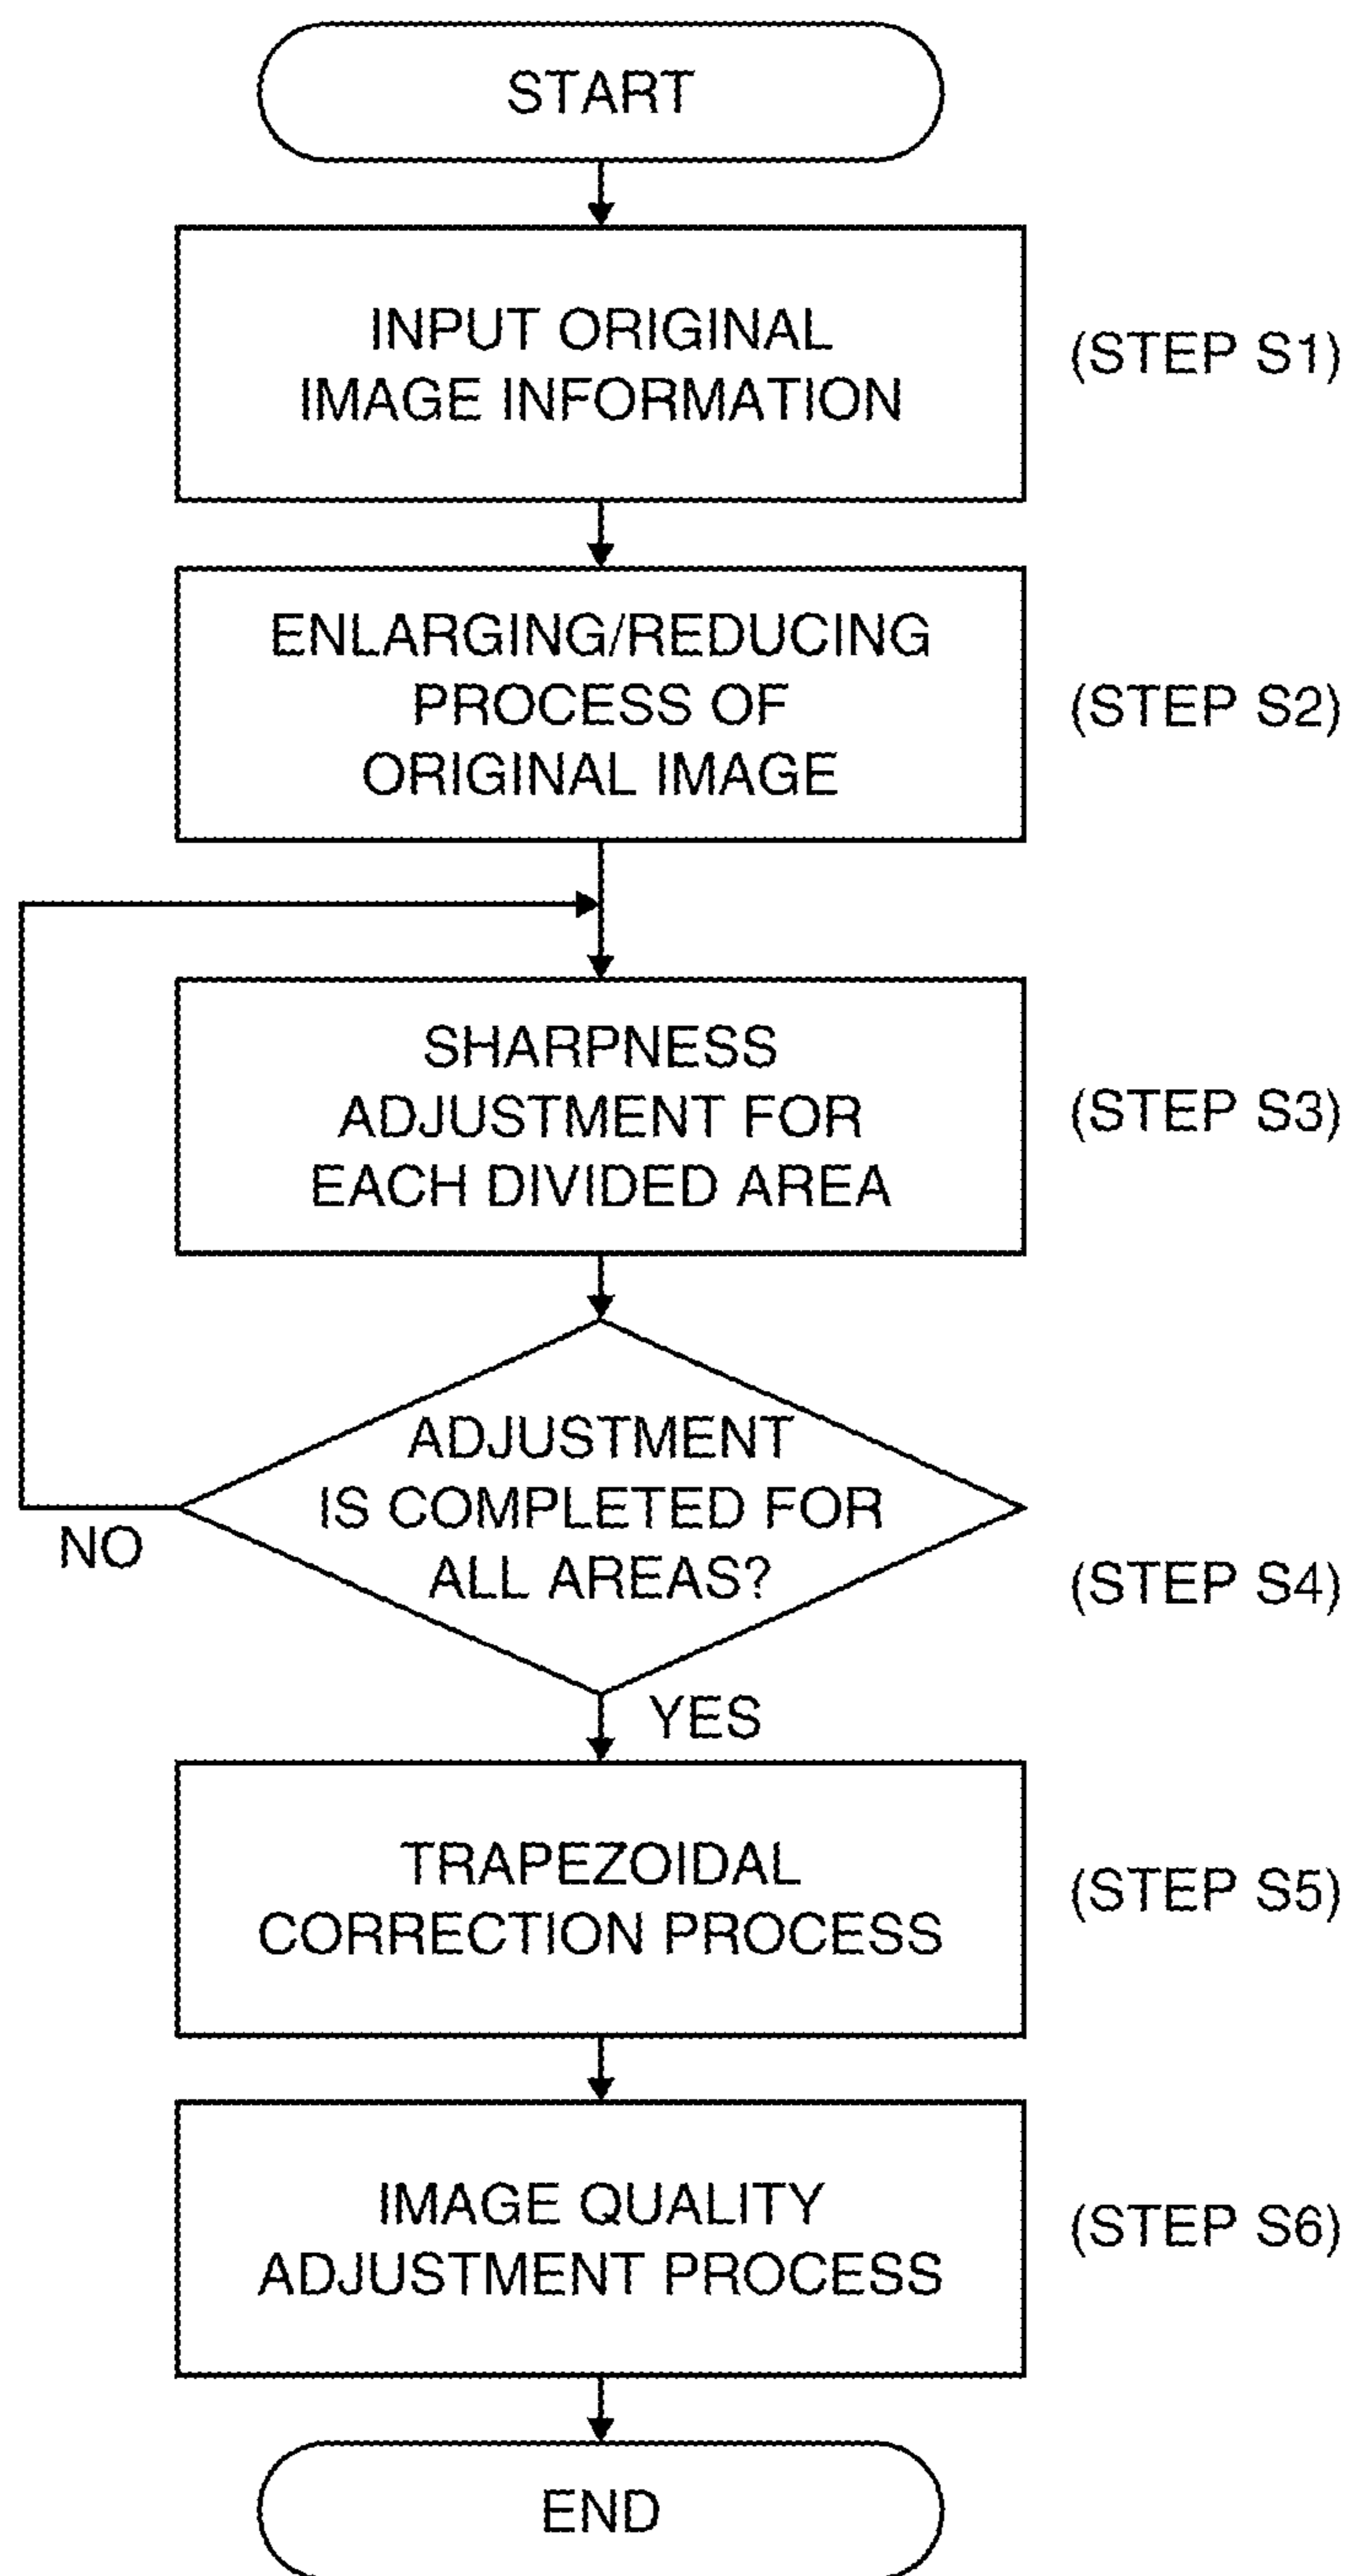 START
INPUT ORIGINAL
IMAGE INFORMATION
(STEP S1)
ENLARGING/REDUCING
PROCESS OF
ORIGINAL IMAGE
(STEP S2)
SHARPNESS
ADJUSTMENT FOR
EACH DIVIDED AREA
(STEP S3)
ADJUSTMENT
IS COMPLETED FOR
ALL AREAS?
NO
(STEP S4)
YES
TRAPEZOIDAL
CORRECTION PROCESS
(STEP S5)
IMAGE QUALITY
ADJUSTMENT PROCESS
(STEP S6)
END